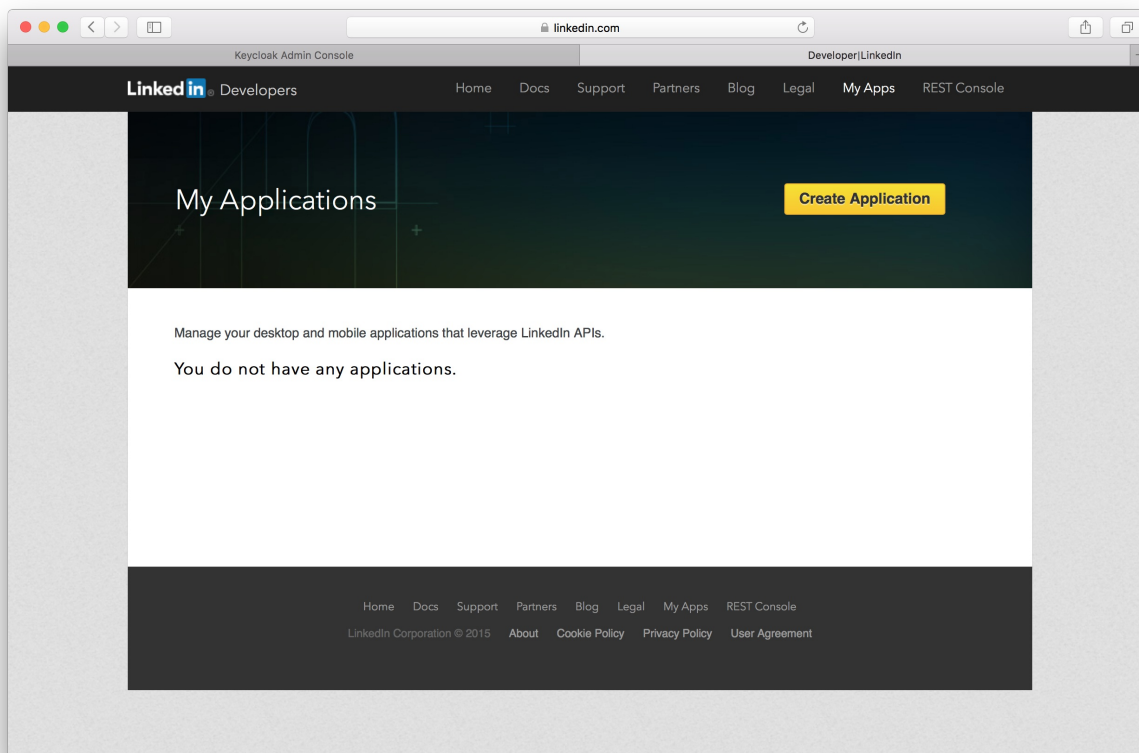 linkedin.com
Keycloak Admin Console
Developer|LinkedIn
Linked in ® Developers
Home Docs Support Partners Blog Legal My Apps REST Console
My Applications
Create Application
Manage your desktop and mobile applications that leverage LinkedIn APIs.
You do not have any applications.
Home Docs Support Partners Blog Legal My Apps REST Console
LinkedIn Corporation © 2015 About Cookie Policy Privacy Policy User Agreement